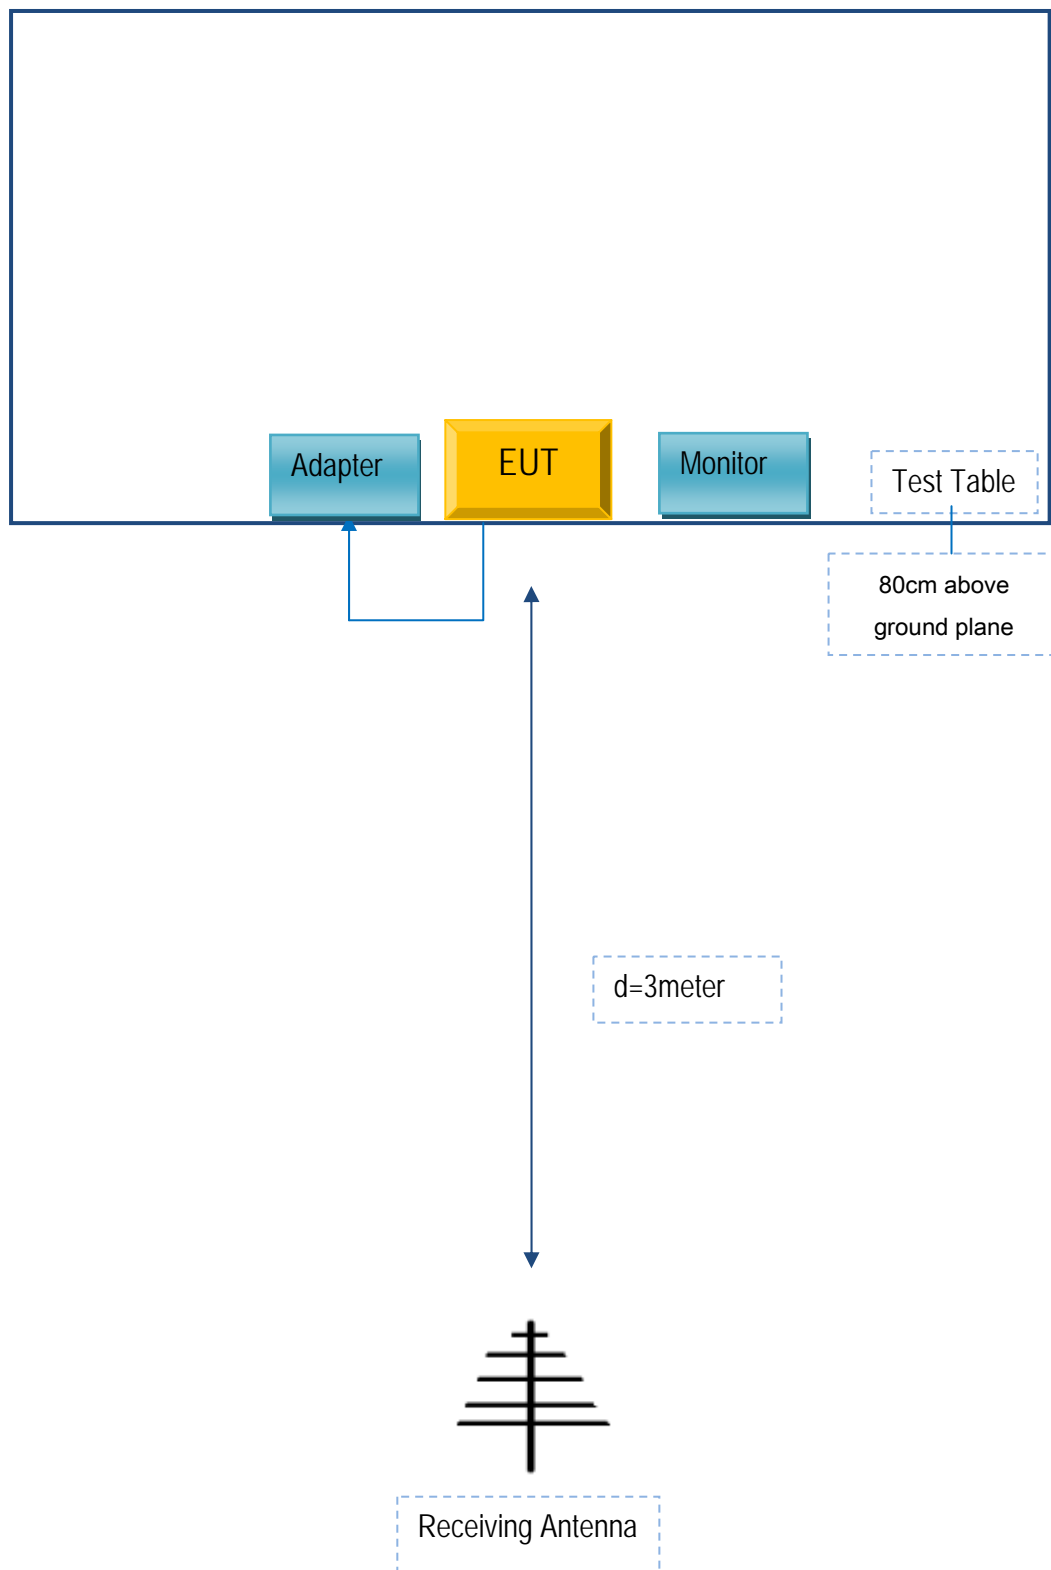 Adapter
EUT
Monitor
Test Table
80cm above
ground plane
d=3meter
Receiving Antenna